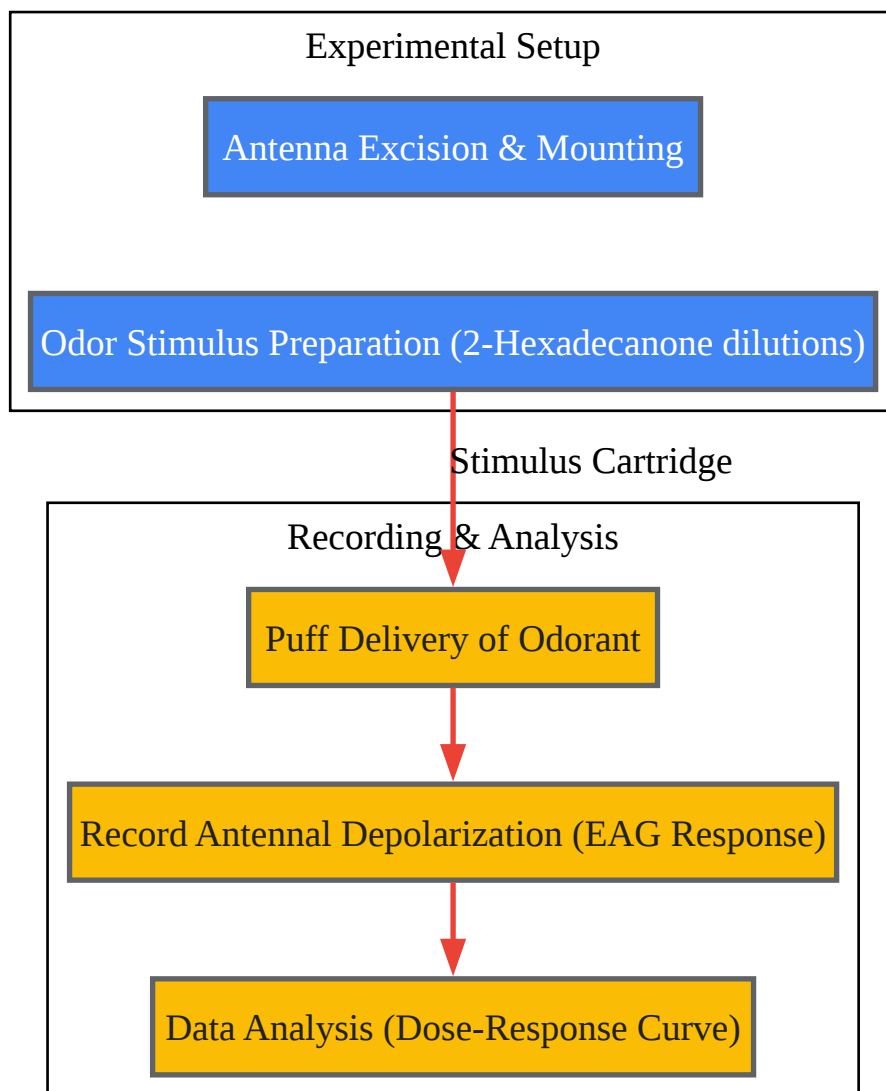 Experimental Setup
Antenna Excision & Mounting
Odor Stimulus Preparation (2-Hexadecanone dilutions)
Stimulus Cartridge
Recording & Analysis
Puff Delivery of Odorant
Record Antennal Depolarization (EAG Response)
Data Analysis (Dose-Response Curve)